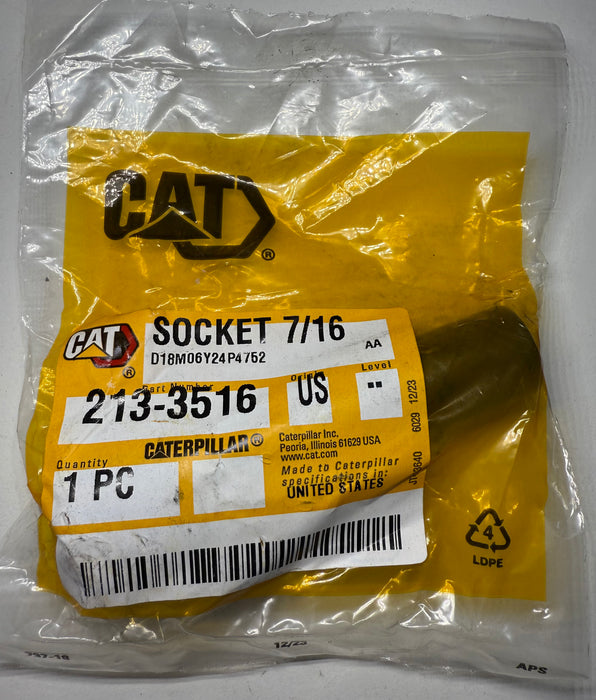 CAT®
CAT®
SOCKET 7/16
D18M06Y24P4752
AA
Part Number
213-3516
US
Level
--
CATERPILLAR®
Caterpillar Inc.
Peoria, Illinois 61629 USA
www.cat.com
Quantity
1 PC
Made to Caterpillar
specifications in:
UNITED STATES
6029 12/23
4
LDPE
12/23
APS